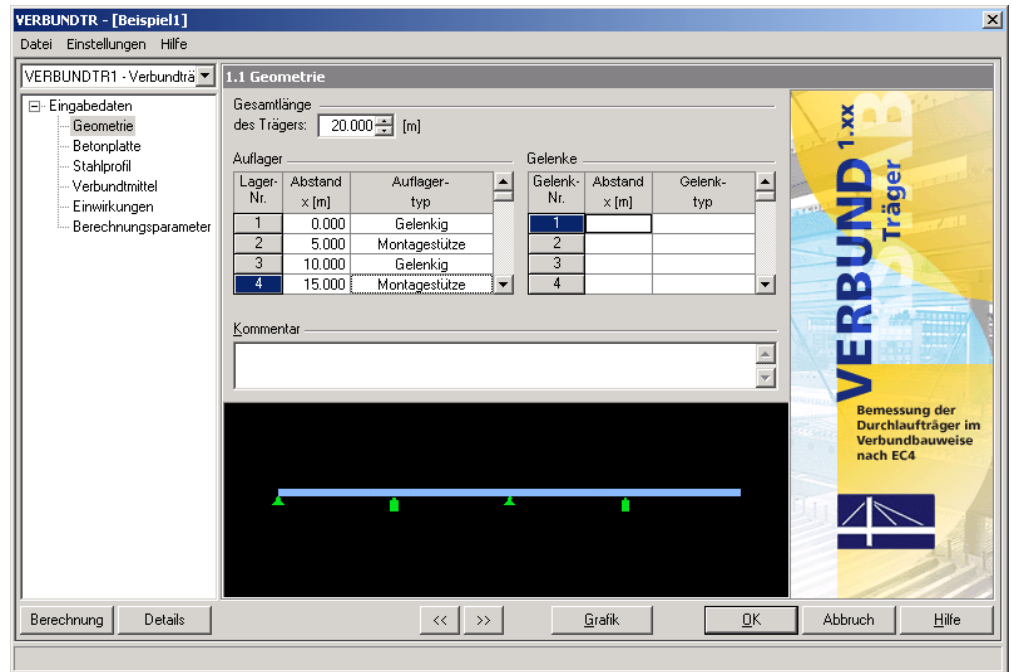 VERBUNDTR - [Beispiel1]
Datei Einstellungen Hilfe
VERBUNDTR1 - Verbundträ
Eingabedaten
Geometrie
Betonplatte
Stahlprofil
Verbundmittel
Einwirkungen
Berechnungsparameter
1.1 Geometrie
Gesamtlänge
des Trägers: 20.000 [m]
Auflager
Lager- Abstand Auflager-
Nr. x [m] typ
1 0.000 Gelenkig
2 5.000 Montagestütze
3 10.000 Gelenkig
4 15.000 Montagestütze
Gelenke
Gelenk- Abstand Gelenk-
Nr. x [m] typ
1
2
3
4
Kommentar
VERBUND 1.xx
Träger
Bemessung der
Durchlaufträger im
Verbundbauweise
nach EC4
Berechnung Details << >> Grafik OK Abbruch Hilfe